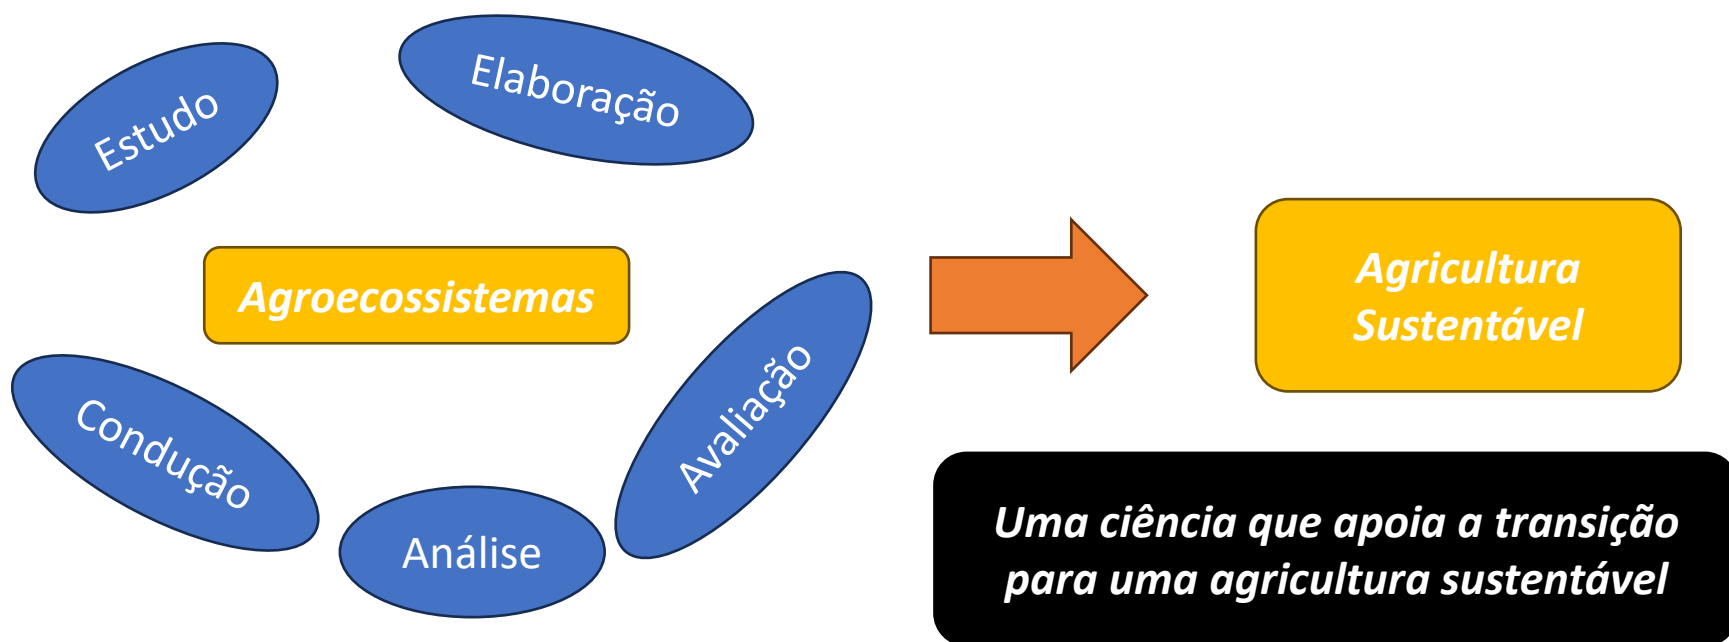 Estudo
Elaboração
Agroecossistemas
Condução
Análise
Avaliação
Agricultura
Sustentável
Uma ciência que apoia a transição
para uma agricultura sustentável